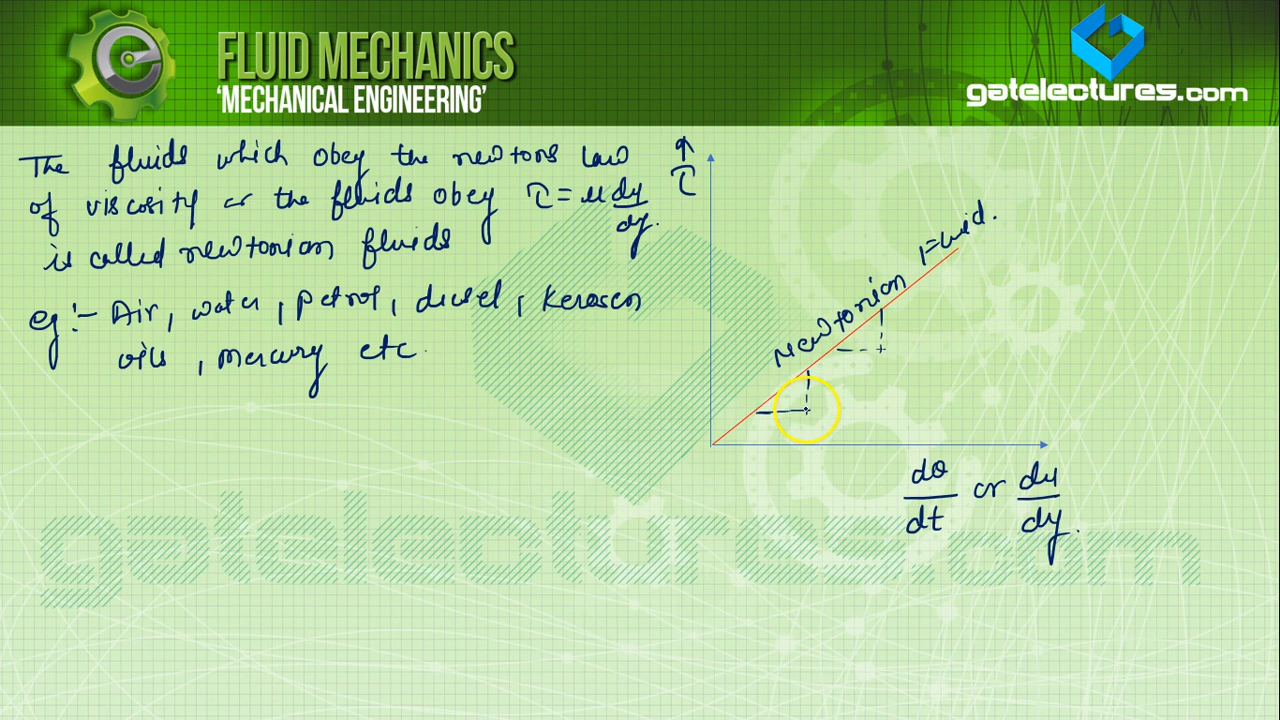 FLUID MECHANICS
'MECHANICAL ENGINEERING'
gatelectures.com
The fluids which obey the newtons law
of viscosity or the fluids obey τ = μ du/dy.
is called newtonian fluids
eg:- Air, water, petrol, diesel, kerosen
oils, mercury etc.
↑ τ
newtonian Fluid.
dθ/dt or du/dy.
gatelectures.com